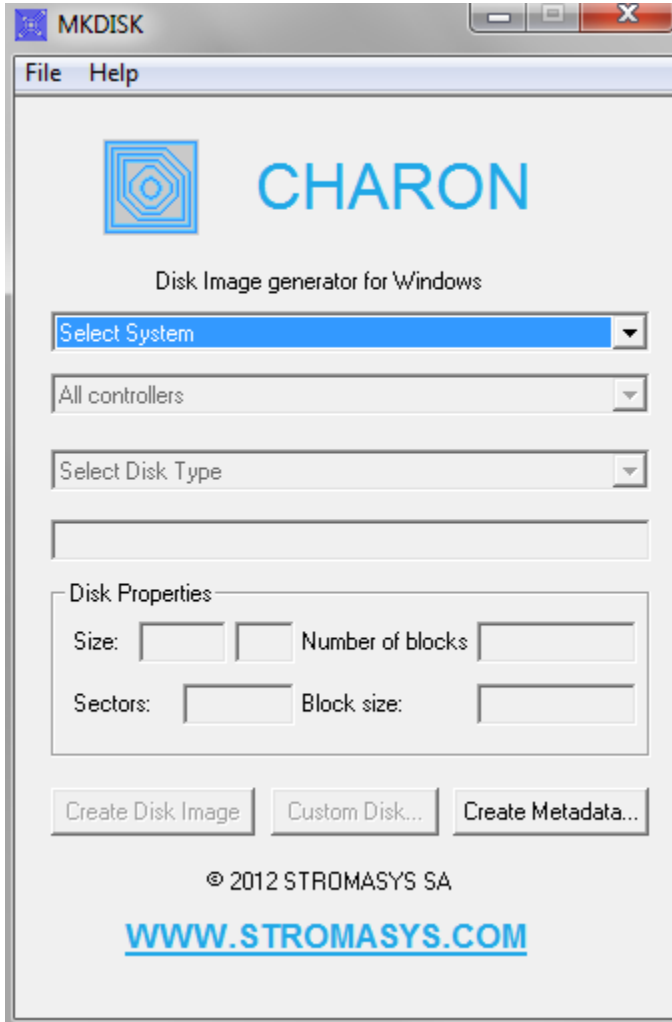 MKDISK
File Help
CHARON
Disk Image generator for Windows
Select System
All controllers
Select Disk Type
Disk Properties
Size: Number of blocks
Sectors: Block size:
Create Disk Image Custom Disk... Create Metadata...
© 2012 STROMASYS SA
WWW.STROMASYS.COM